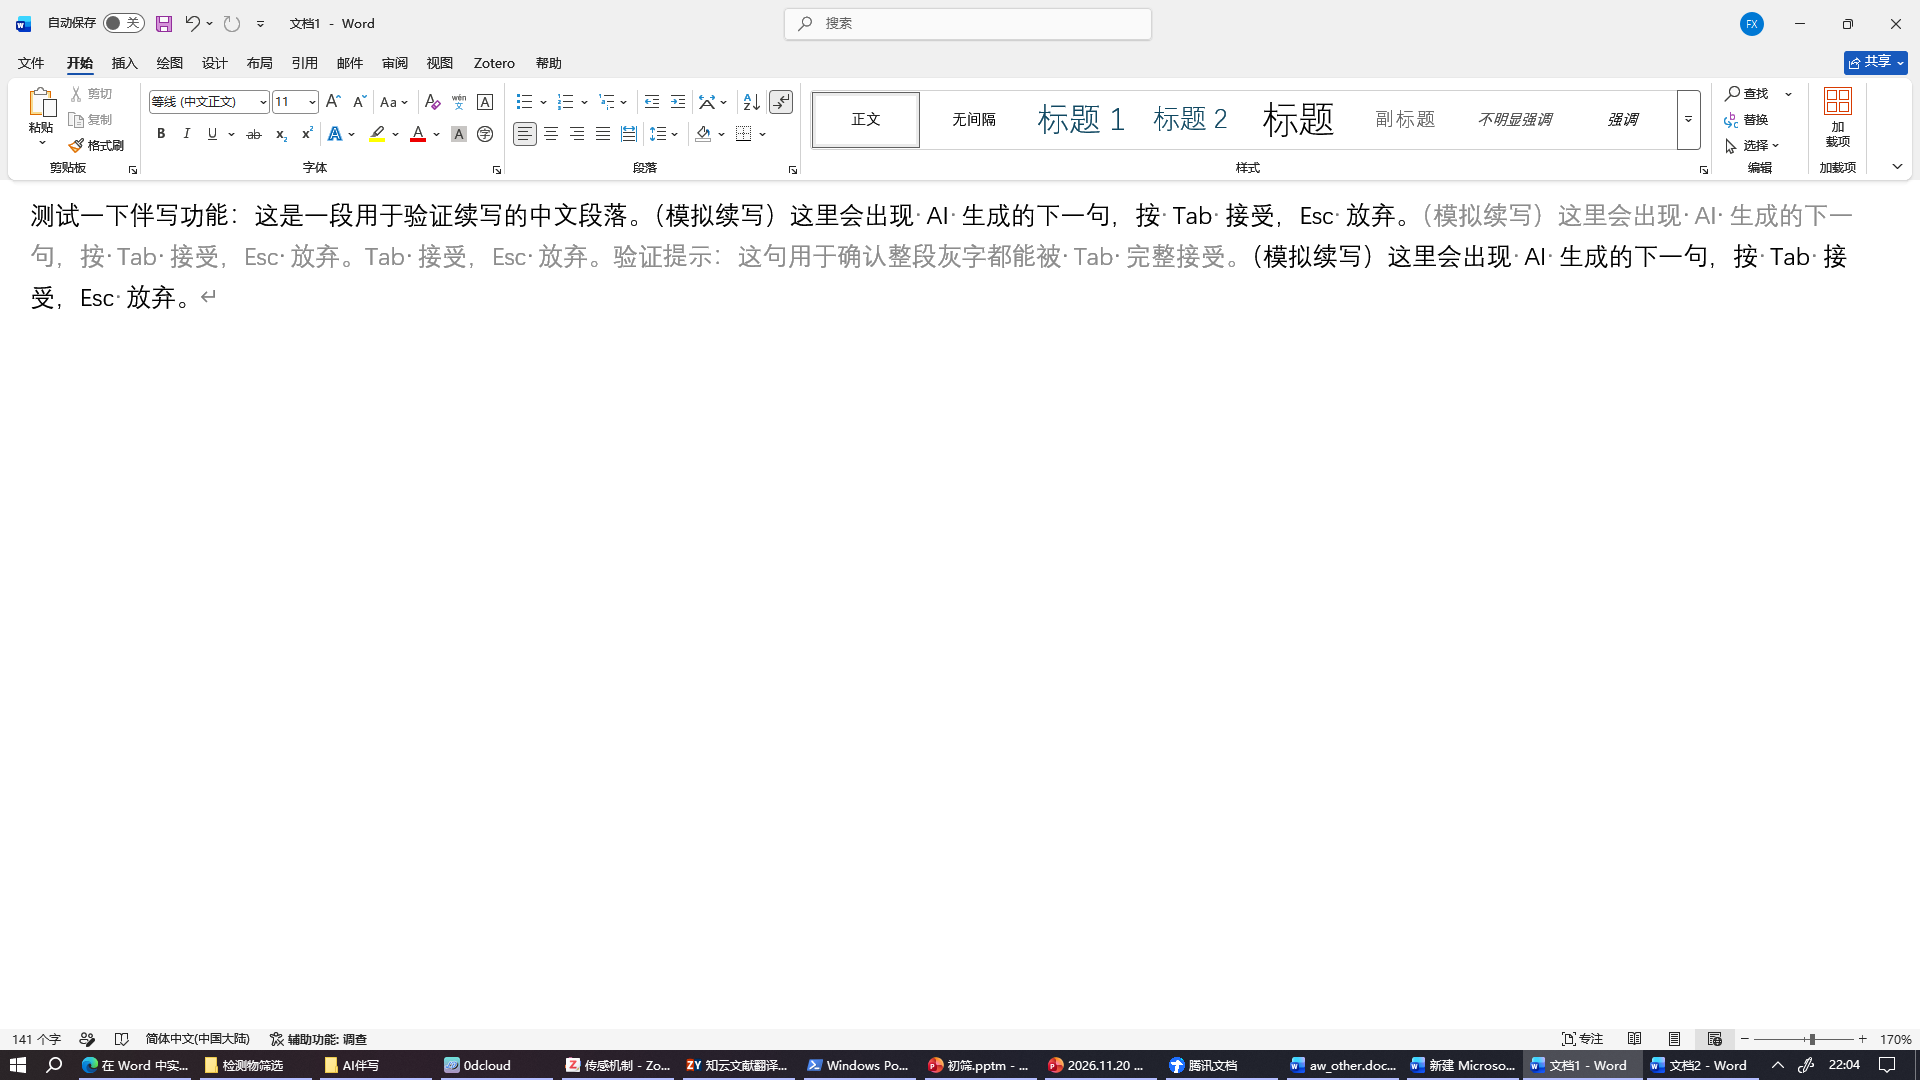 自动保存 关 文档1 - Word 搜索 FX
文件 开始 插入 绘图 设计 布局 引用 邮件 审阅 视图 Zotero 帮助 共享
粘贴 剪切 复制 格式刷 剪贴板
等线 (中文正文) 11 Aa wén 文 A
B I U ab x₂ x² A A A 字 字体
段落
正文 无间隔 标题 1 标题 2 标题 副标题 不明显强调 强调
样式
查找 替换 选择 编辑
加载项 加载项
测试一下伴写功能：这是一段用于验证续写的中文段落。（模拟续写）这里会出现·AI·生成的下一句，按·Tab·接受，Esc·放弃。（模拟续写）这里会出现·AI·生成的下一
句，按·Tab·接受，Esc·放弃。Tab·接受，Esc·放弃。验证提示：这句用于确认整段灰字都能被·Tab·完整接受。（模拟续写）这里会出现·AI·生成的下一句，按·Tab·接
受，Esc·放弃。↵
141 个字 简体中文(中国大陆) 辅助功能: 调查 专注 170%
在 Word 中实... 检测物筛选 AI伴写 0dcloud 传感机制 - Zo... 知云文献翻译... Windows Po... 初筛.pptm - ... 2026.11.20 ... 腾讯文档 aw_other.doc... 新建 Microso... 文档1 - Word 文档2 - Word 22:04